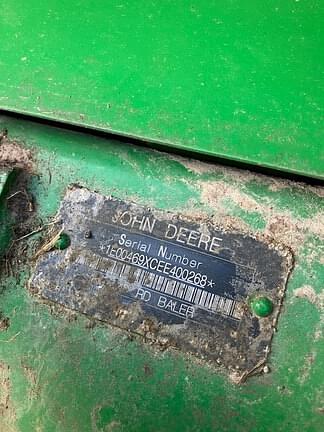 JOHN DEERE
Serial Number
*1E00469XCEE400268*
RD BALER